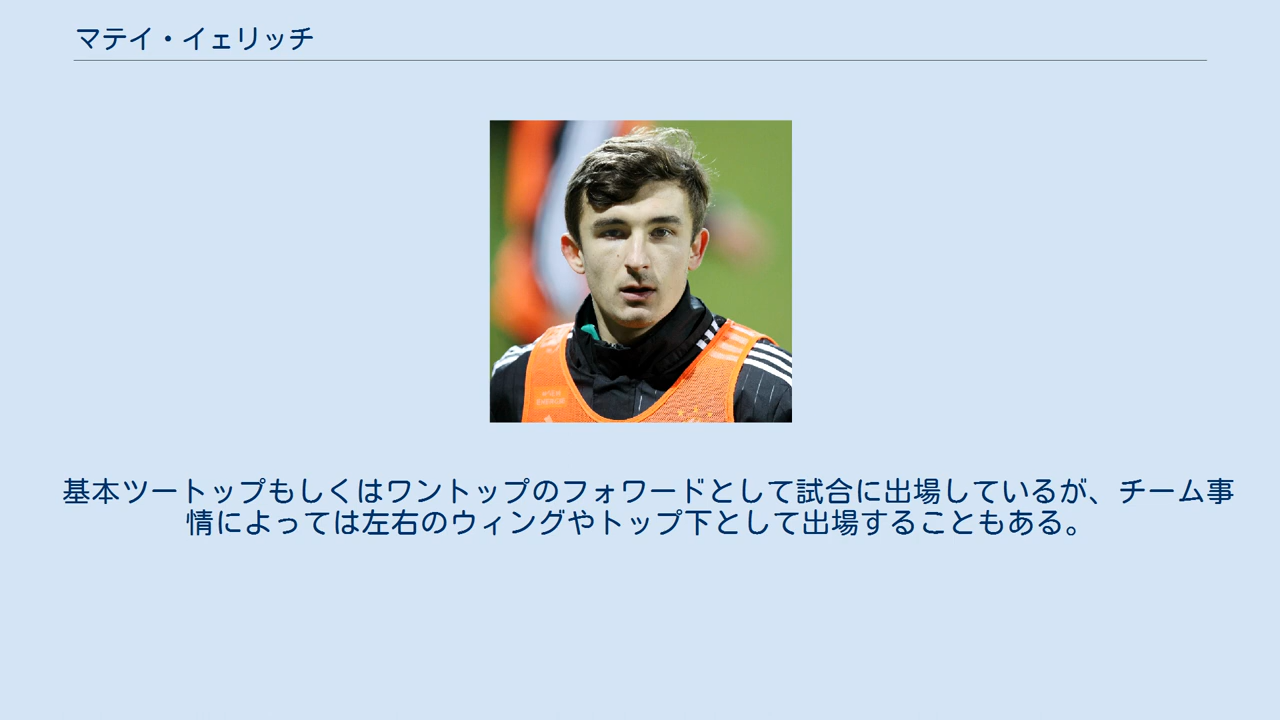 マテイ・イェリッチ
基本ツートップもしくはワントップのフォワードとして試合に出場しているが、チーム事
情によっては左右のウィングやトップ下として出場することもある。